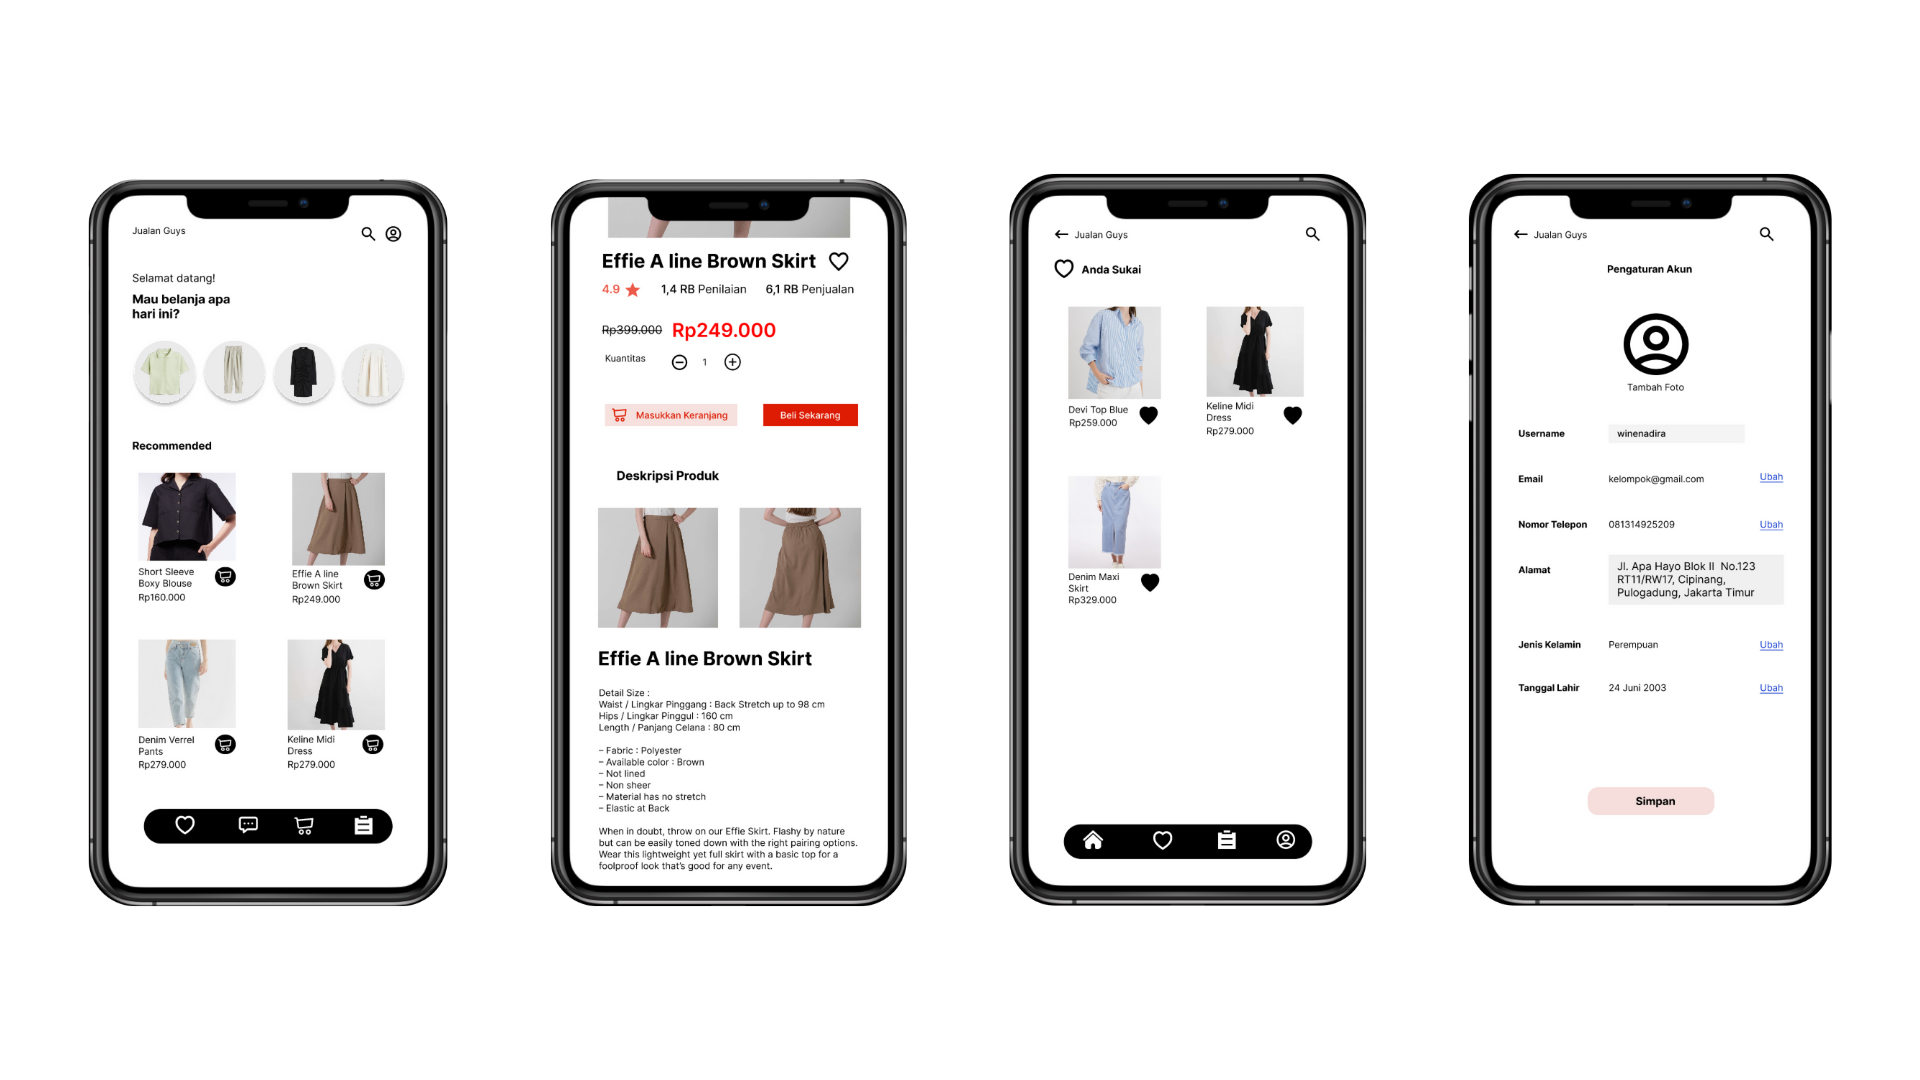 Jualan Guys
Selamat datang!
Mau belanja apa
hari ini?
Recommended
Short Sleeve
Boxy Blouse
Rp160.000
Effie A line
Brown Skirt
Rp249.000
Denim Verrel
Pants
Rp279.000
Keline Midi
Dress
Rp279.000
Effie A line Brown Skirt
4.9 1,4 RB Penilaian 6,1 RB Penjualan
Rp399.000 Rp249.000
Kuantitas 1
Masukkan Keranjang
Beli Sekarang
Deskripsi Produk
Effie A line Brown Skirt
Detail Size :
Waist / Lingkar Pinggang : Back Stretch up to 98 cm
Hips / Lingkar Pinggul : 160 cm
Length / Panjang Celana : 80 cm
– Fabric : Polyester
– Available color : Brown
– Not lined
– Non sheer
– Material has no stretch
– Elastic at Back
When in doubt, throw on our Effie Skirt. Flashy by nature
but can be easily toned down with the right pairing options.
Wear this lightweight yet full skirt with a basic top for a
foolproof look that's good for any event.
Jualan Guys
Anda Sukai
Devi Top Blue
Rp259.000
Keline Midi
Dress
Rp279.000
Denim Maxi
Skirt
Rp329.000
Jualan Guys
Pengaturan Akun
Tambah Foto
Username winenadira
Email kelompok@gmail.com Ubah
Nomor Telepon 081314925209 Ubah
Alamat Jl. Apa Hayo Blok II No.123
RT11/RW17, Cipinang,
Pulogadung, Jakarta Timur
Jenis Kelamin Perempuan Ubah
Tanggal Lahir 24 Juni 2003 Ubah
Simpan